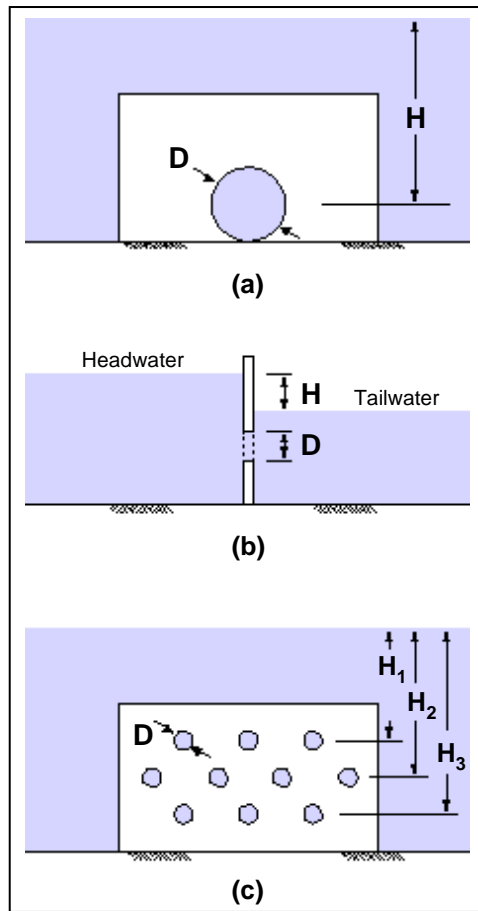 H
D
(a)
Headwater
H
Tailwater
D
(b)
H₁
H₂
D
H₃
(c)